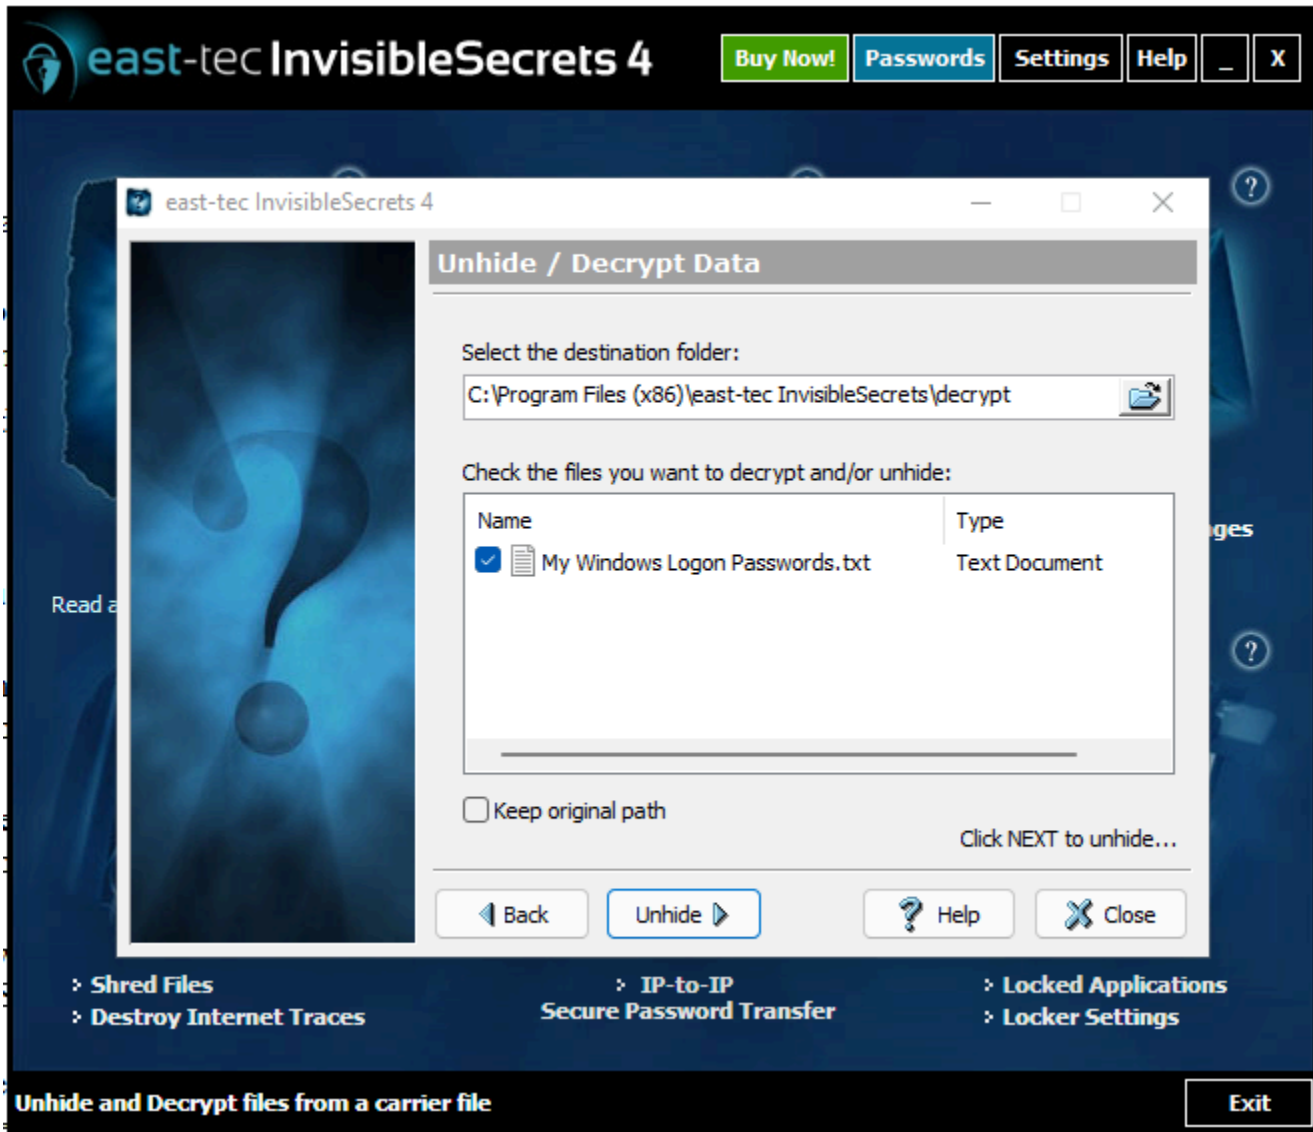 east-tec InvisibleSecrets 4
Buy Now! Passwords Settings Help _ X
east-tec InvisibleSecrets 4
Unhide / Decrypt Data
Select the destination folder:
C:\Program Files (x86)\east-tec InvisibleSecrets\decrypt
Check the files you want to decrypt and/or unhide:
Name Type
My Windows Logon Passwords.txt Text Document
Keep original path
Click NEXT to unhide...
Back Unhide Help Close
Read
> Shred Files
> Destroy Internet Traces
> IP-to-IP
Secure Password Transfer
> Locked Applications
> Locker Settings
Unhide and Decrypt files from a carrier file
Exit